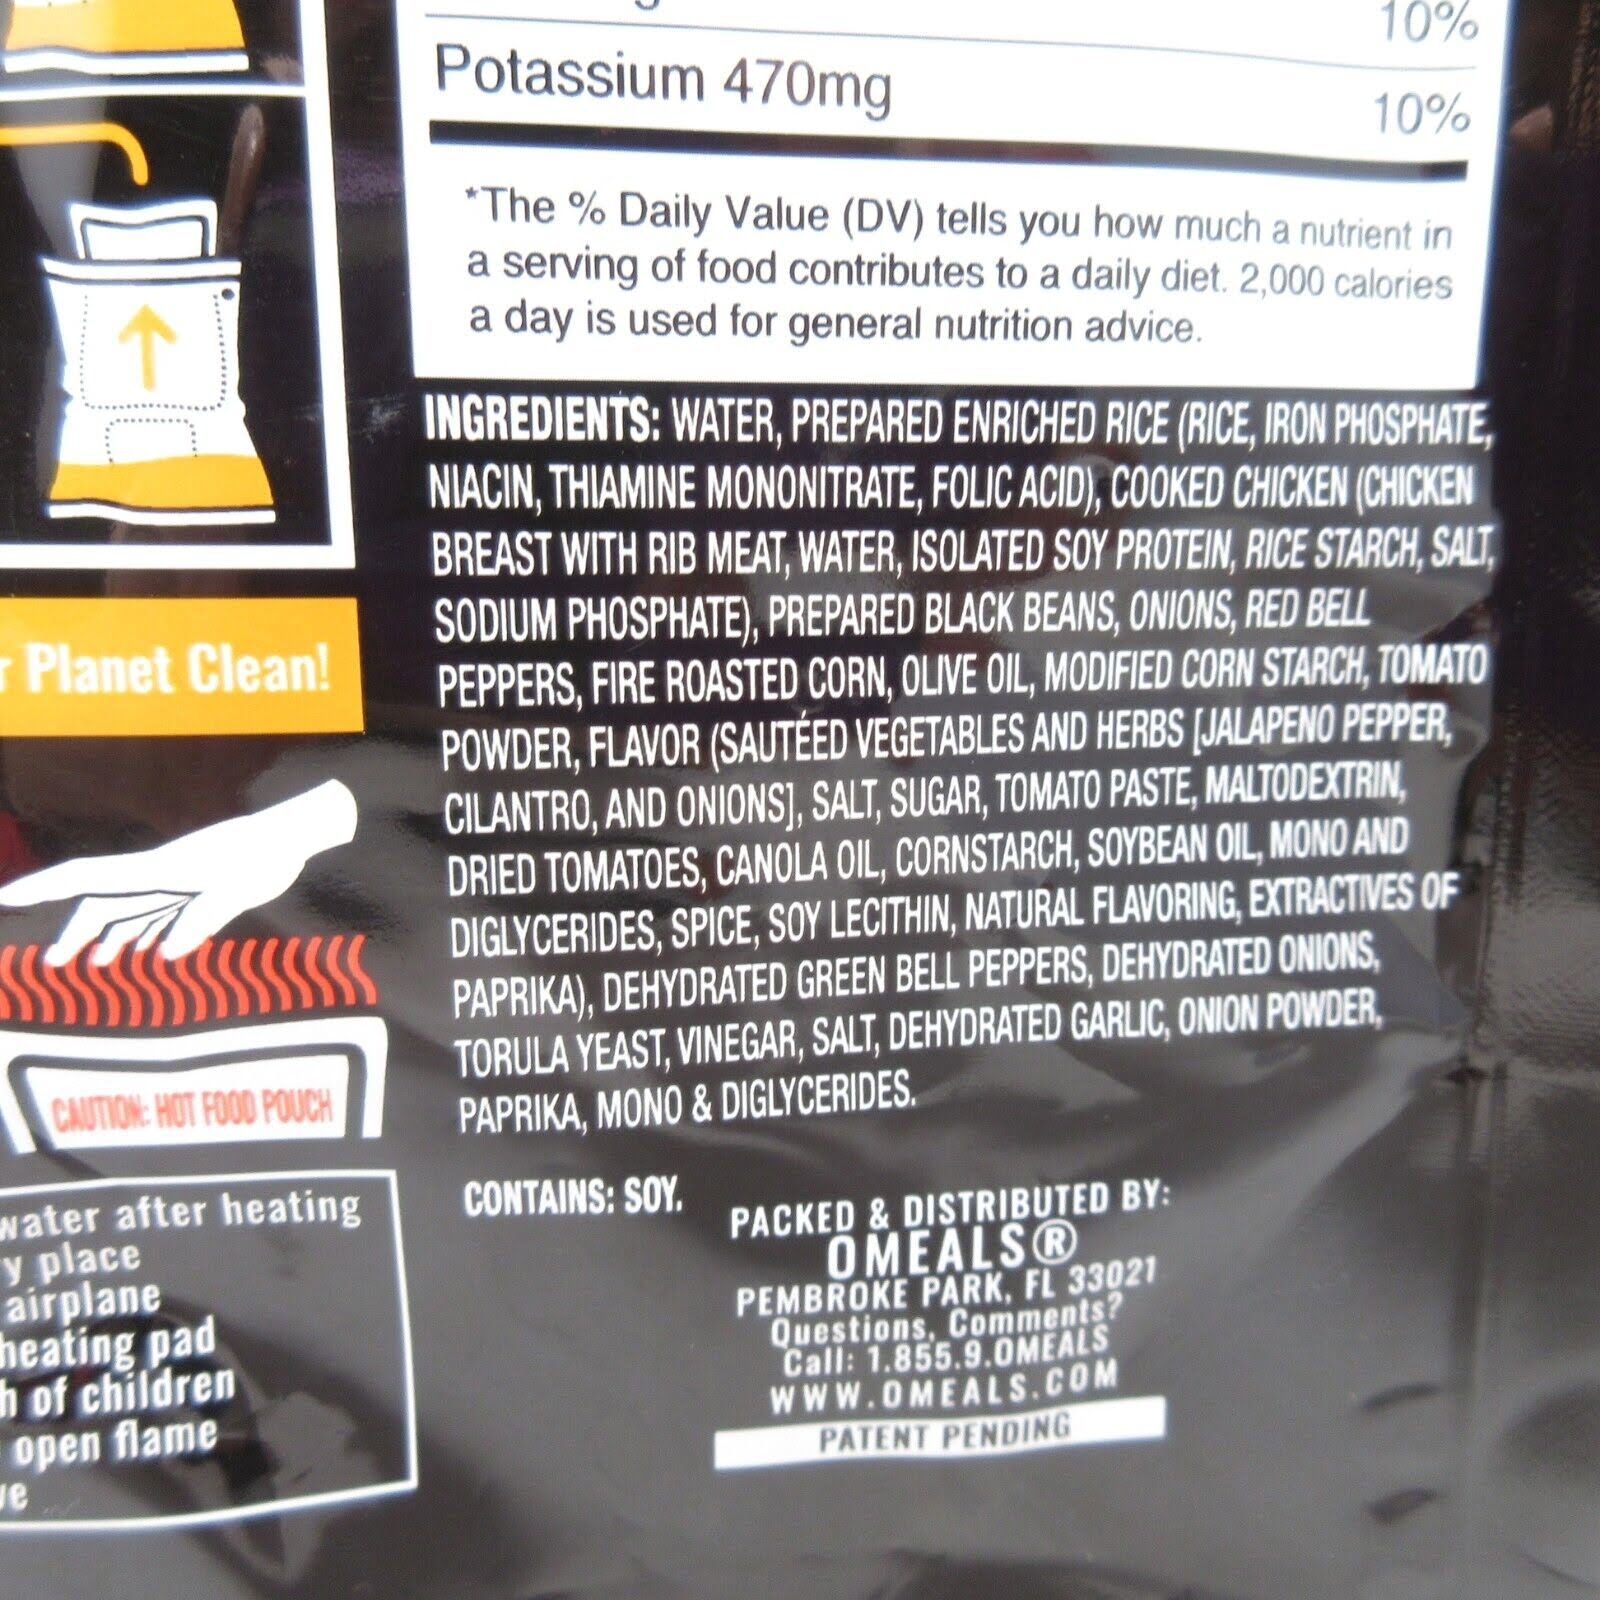 10%
Potassium 470mg 10%
*The % Daily Value (DV) tells you how much a nutrient in
a serving of food contributes to a daily diet. 2,000 calories
a day is used for general nutrition advice.
INGREDIENTS: WATER, PREPARED ENRICHED RICE (RICE, IRON PHOSPHATE,
NIACIN, THIAMINE MONONITRATE, FOLIC ACID), COOKED CHICKEN (CHICKEN
BREAST WITH RIB MEAT, WATER, ISOLATED SOY PROTEIN, RICE STARCH, SALT,
SODIUM PHOSPHATE), PREPARED BLACK BEANS, ONIONS, RED BELL
PEPPERS, FIRE ROASTED CORN, OLIVE OIL, MODIFIED CORN STARCH, TOMATO
POWDER, FLAVOR (SAUTÉED VEGETABLES AND HERBS [JALAPENO PEPPER,
CILANTRO, AND ONIONS], SALT, SUGAR, TOMATO PASTE, MALTODEXTRIN,
DRIED TOMATOES, CANOLA OIL, CORNSTARCH, SOYBEAN OIL, MONO AND
DIGLYCERIDES, SPICE, SOY LECITHIN, NATURAL FLAVORING, EXTRACTIVES OF
PAPRIKA), DEHYDRATED GREEN BELL PEPPERS, DEHYDRATED ONIONS,
TORULA YEAST, VINEGAR, SALT, DEHYDRATED GARLIC, ONION POWDER,
PAPRIKA, MONO & DIGLYCERIDES.
CONTAINS: SOY.
PACKED & DISTRIBUTED BY:
OMEALS®
PEMBROKE PARK, FL 33021
Questions, Comments?
Call: 1.855.9.OMEALS
WWW.OMEALS.COM
PATENT PENDING
Planet Clean!
CAUTION: HOT FOOD POUCH
water after heating
place
airplane
heating pad
of children
open flame